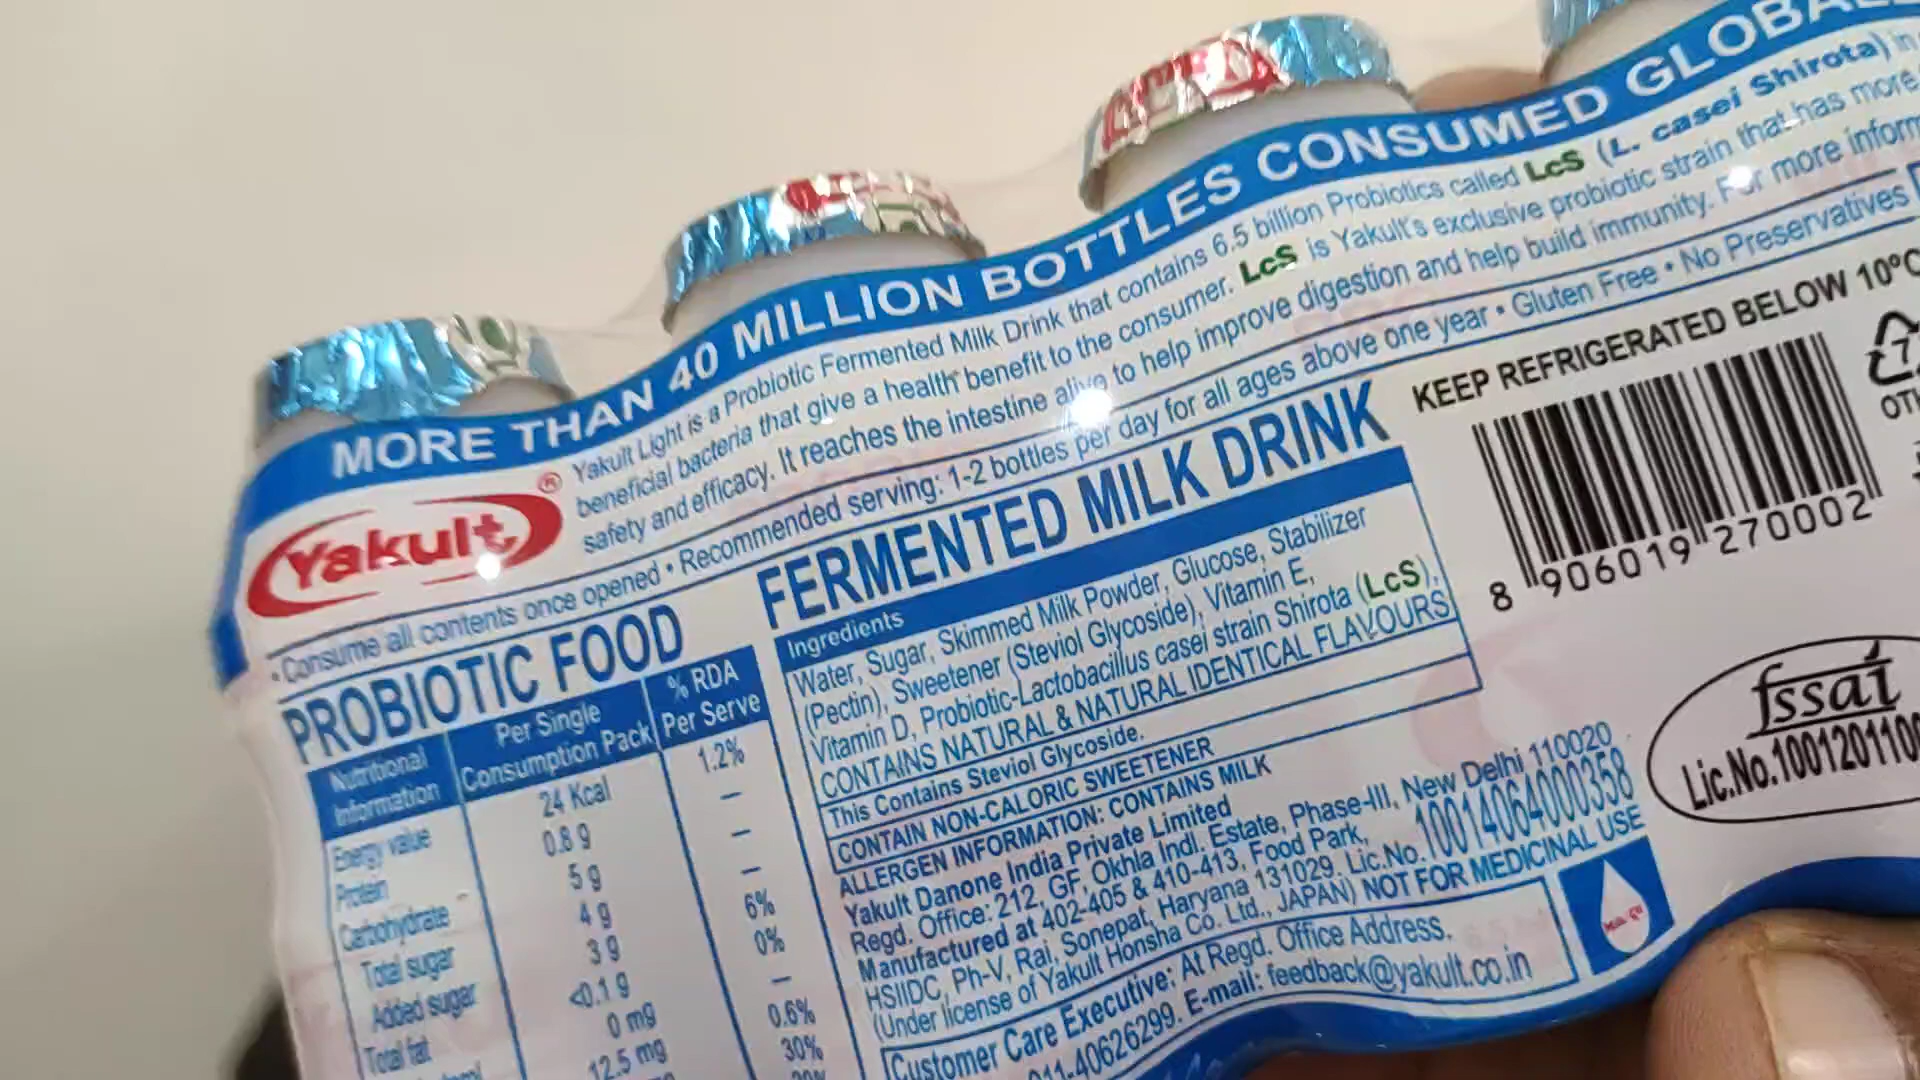 MORE THAN 40 MILLION BOTTLES CONSUMED
Yakult®
Yakult Light is a Probiotic Fermented Milk Drink that contains 6.5 billion Probiotics called LcS (L. casei Shirota) in
beneficial bacteria that give a health benefit to the consumer. LcS is Yakult's exclusive probiotic strain that has more
safety and efficacy. It reaches the intestine alive to help improve digestion and help build immunity. For more
• Consume all contents once opened • Recommended serving: 1-2 bottles per day for all ages above one year • Gluten Free • No Preservatives
PROBIOTIC FOOD
FERMENTED MILK DRINK
KEEP REFRIGERATED BELOW 10°C
Nutritional Information
Per Single Consumption Pack
% RDA Per Serve
Energy value 24 Kcal 1.2%
Protein 0.8 g –
Carbohydrate 5 g –
Total sugar 4 g –
Added sugar 3 g 6%
Total fat <0.1 g 0%
0 mg –
12.5 mg 0.6%
30%
Ingredients
Water, Sugar, Skimmed Milk Powder, Glucose, Stabilizer
(Pectin), Sweetener (Steviol Glycoside), Vitamin E,
Vitamin D, Probiotic-Lactobacillus casei strain Shirota (LcS).
CONTAINS NATURAL & NATURAL IDENTICAL FLAVOURS
This Contains Steviol Glycoside.
CONTAIN NON-CALORIC SWEETENER
ALLERGEN INFORMATION: CONTAINS MILK
Yakult Danone India Private Limited
Regd. Office: 212, GF, Okhla Indl. Estate, Phase-III, New Delhi 110020
Manufactured at 402-405 & 410-413, Food Park,
HSIIDC, Ph-V, Rai, Sonepat, Haryana 131029. Lic.No.10014064000358
(Under license of Yakult Honsha Co. Ltd., JAPAN) NOT FOR MEDICINAL USE
Customer Care Executive: At Regd. Office Address.
011-40626299. E-mail: feedback@yakult.co.in
8 906019 270002
7
fssai
Lic.No.1001201100